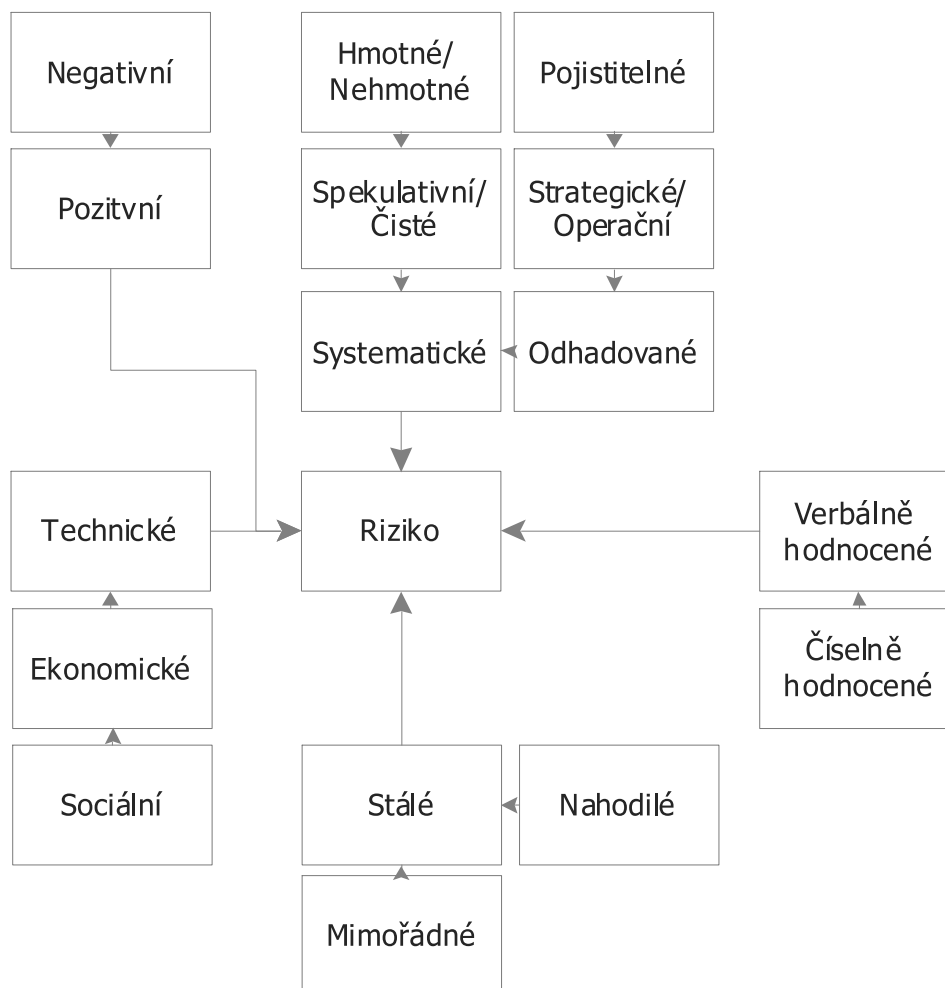 Negativní
Hmotné/
Nehmotné
Pojistitelné
Pozitvní
Spekulativní/
Čisté
Strategické/
Operační
Systematické
Odhadované
Technické
Riziko
Verbálně
hodnocené
Ekonomické
Číselně
hodnocené
Sociální
Stálé
Nahodilé
Mimořádné